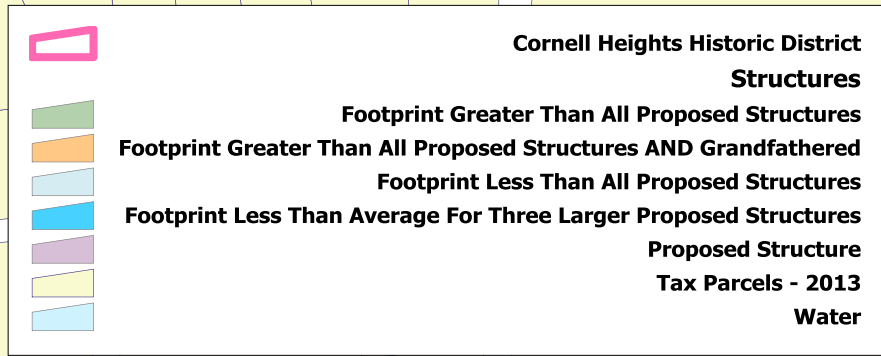 Cornell Heights Historic District
Structures
Footprint Greater Than All Proposed Structures
Footprint Greater Than All Proposed Structures AND Grandfathered
Footprint Less Than All Proposed Structures
Footprint Less Than Average For Three Larger Proposed Structures
Proposed Structure
Tax Parcels - 2013
Water